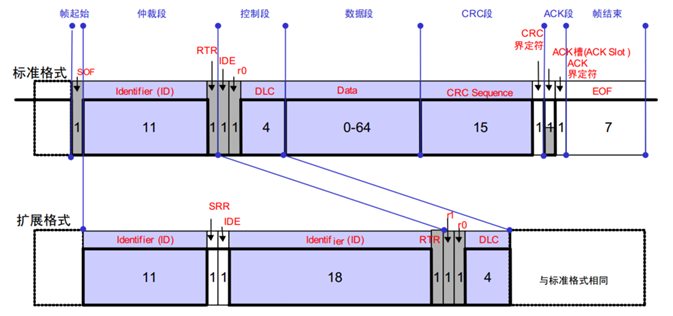 帧起始 仲裁段 控制段 数据段 CRC段 ACK段 帧结束
CRC
界定符
RTR
IDE
r0
ACK槽(ACK Slot)
ACK
界定符
标准格式
SOF
Identifier (ID) DLC Data CRC Sequence EOF
1 11 1 1 1 4 0-64 15 1 1 1 7
扩展格式
SRR
IDE
r1
r0
Identifier (ID) Identifier (ID) RTR DLC
11 1 1 18 1 1 1 4 与标准格式相同